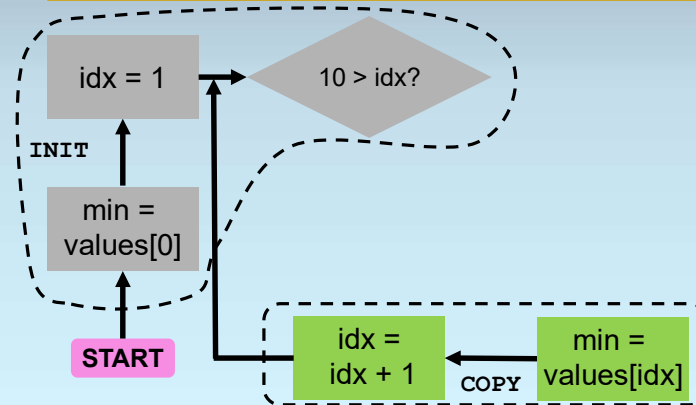 idx = 1
10 > idx?
INIT
min =
values[0]
START
idx =
idx + 1
COPY
min =
values[idx]